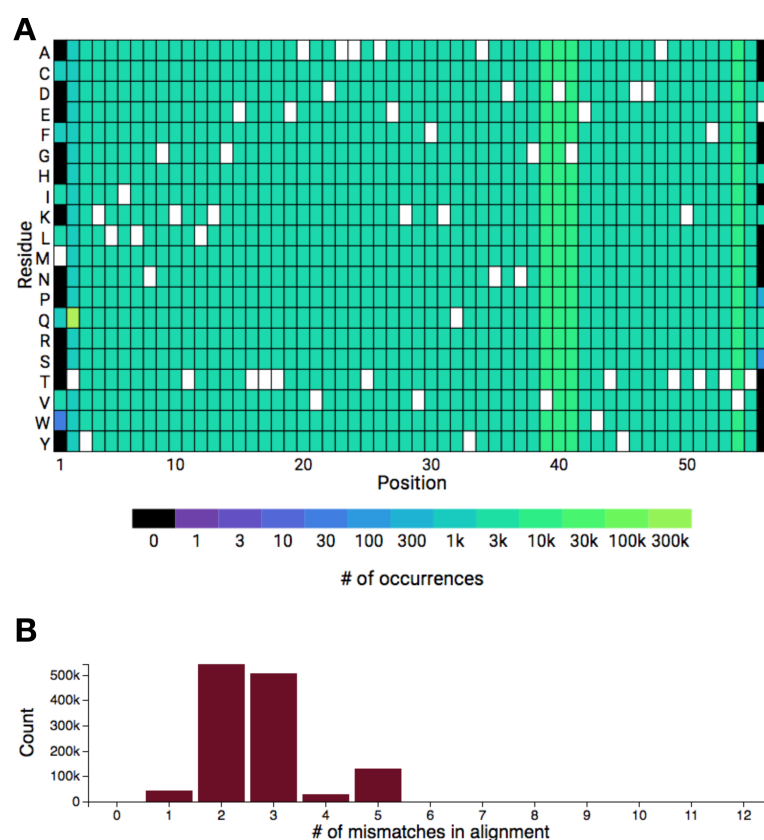 A
A
C
D
E
F
G
H
I
K
L
M
N
P
Q
R
S
T
V
W
Y
Residue
1 10 20 30 40 50
Position
0 1 3 10 30 100 300 1k 3k 10k 30k 100k 300k
# of occurrences
B
500k
400k
300k
200k
100k
0
Count
0 1 2 3 4 5 6 7 8 9 10 11 12
# of mismatches in alignment